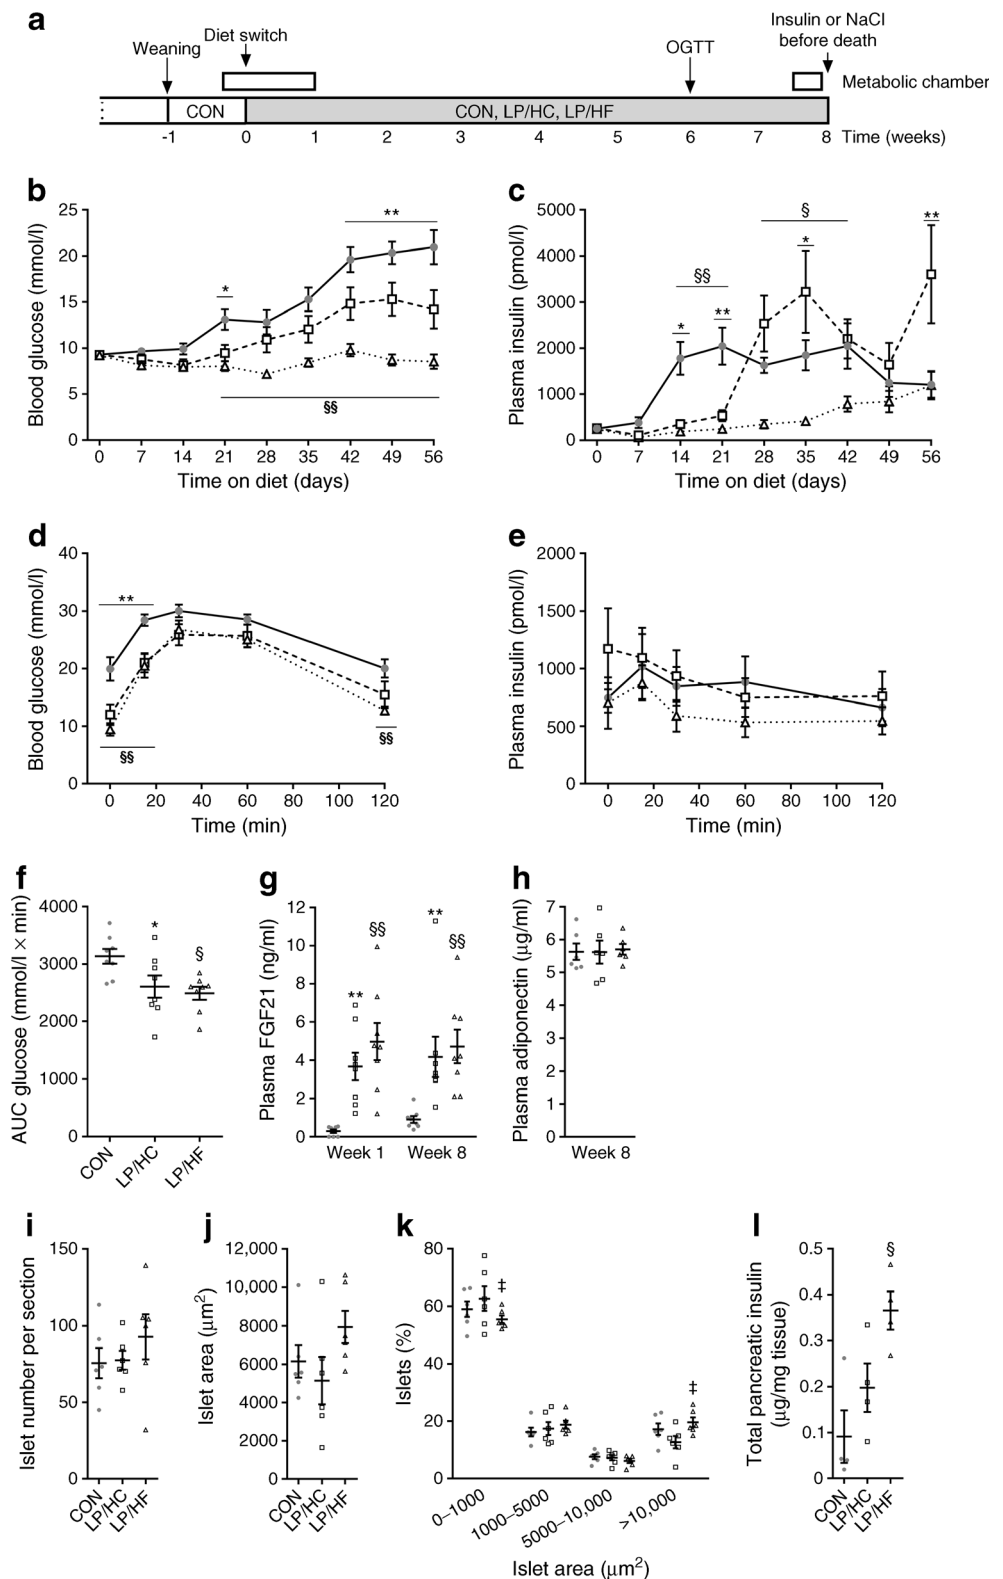 a
Weaning
Diet switch
OGTT
Insulin or NaCl
before death
Metabolic chamber
CON
CON, LP/HC, LP/HF
-1 0 1 2 3 4 5 6 7 8 Time (weeks)
b
Blood glucose (mmol/l)
25
20
15
10
5
0
*
**
§§
0 7 14 21 28 35 42 49 56
Time on diet (days)
c
Plasma insulin (pmol/l)
5000
4000
3000
2000
1000
0
*
**
§§
§
*
**
0 7 14 21 28 35 42 49 56
Time on diet (days)
d
Blood glucose (mmol/l)
40
30
20
10
0
**
§§
§§
0 20 40 60 80 100 120
Time (min)
e
Plasma insulin (pmol/l)
2000
1500
1000
500
0
0 20 40 60 80 100 120
Time (min)
f
AUC glucose (mmol/l × min)
4000
3000
2000
1000
0
*
§
CON
LP/HC
LP/HF
g
Plasma FGF21 (ng/ml)
12
10
8
6
4
2
0
**
§§
**
§§
Week 1 Week 8
h
Plasma adiponectin (µg/ml)
7
6
5
4
3
2
1
0
Week 8
i
Islet number per section
150
100
50
0
CON
LP/HC
LP/HF
j
Islet area (µm²)
12,000
10,000
8000
6000
4000
2000
0
CON
LP/HC
LP/HF
k
Islets (%)
80
60
40
20
0
‡
‡
0–1000
1000–5000
5000–10,000
>10,000
Islet area (µm²)
l
Total pancreatic insulin
(µg/mg tissue)
0.5
0.4
0.3
0.2
0.1
0
§
CON
LP/HC
LP/HF